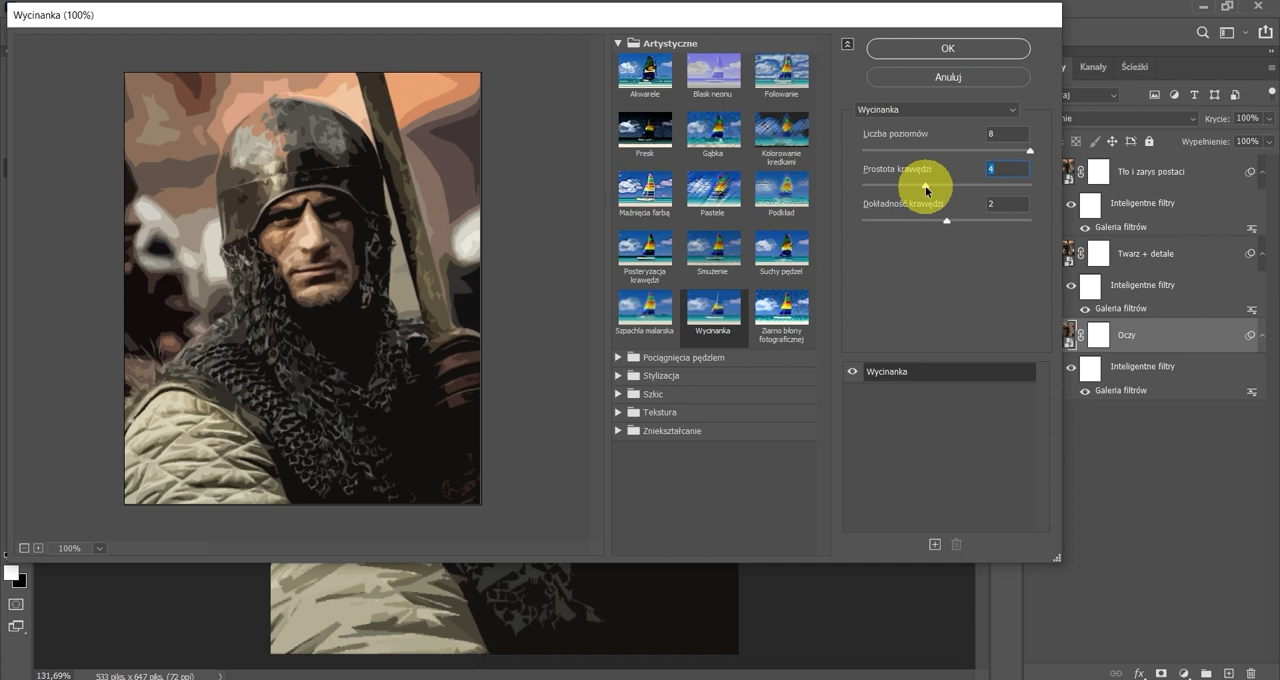 Wycinanka (100%)
Artystyczne
Akwarele
Blask neonu
Foliowanie
Fresk
Gąbka
Kolorowanie
kredkami
Maźnięcia farbą
Pastele
Podkład
Posteryzacja
krawędzi
Smużenie
Suchy pędzel
Szpachla malarska
Wycinanka
Ziarno błony
fotograficznej
Pociągnięcia pędzlem
Stylizacja
Szkic
Tekstura
Zniekształcanie
OK
Anuluj
Wycinanka
Liczba poziomów 8
Prostota krawędzi 4
Dokładność krawędzi 2
Wycinanka
100%
Kanały
Ścieżki
Krycie: 100%
Wypełnienie: 100%
Tło i zarys postaci
Inteligentne filtry
Galeria filtrów
Twarz + detale
Inteligentne filtry
Galeria filtrów
Oczy
Inteligentne filtry
Galeria filtrów
131,69%
533 piks. x 647 piks. (72 ppi)
fx